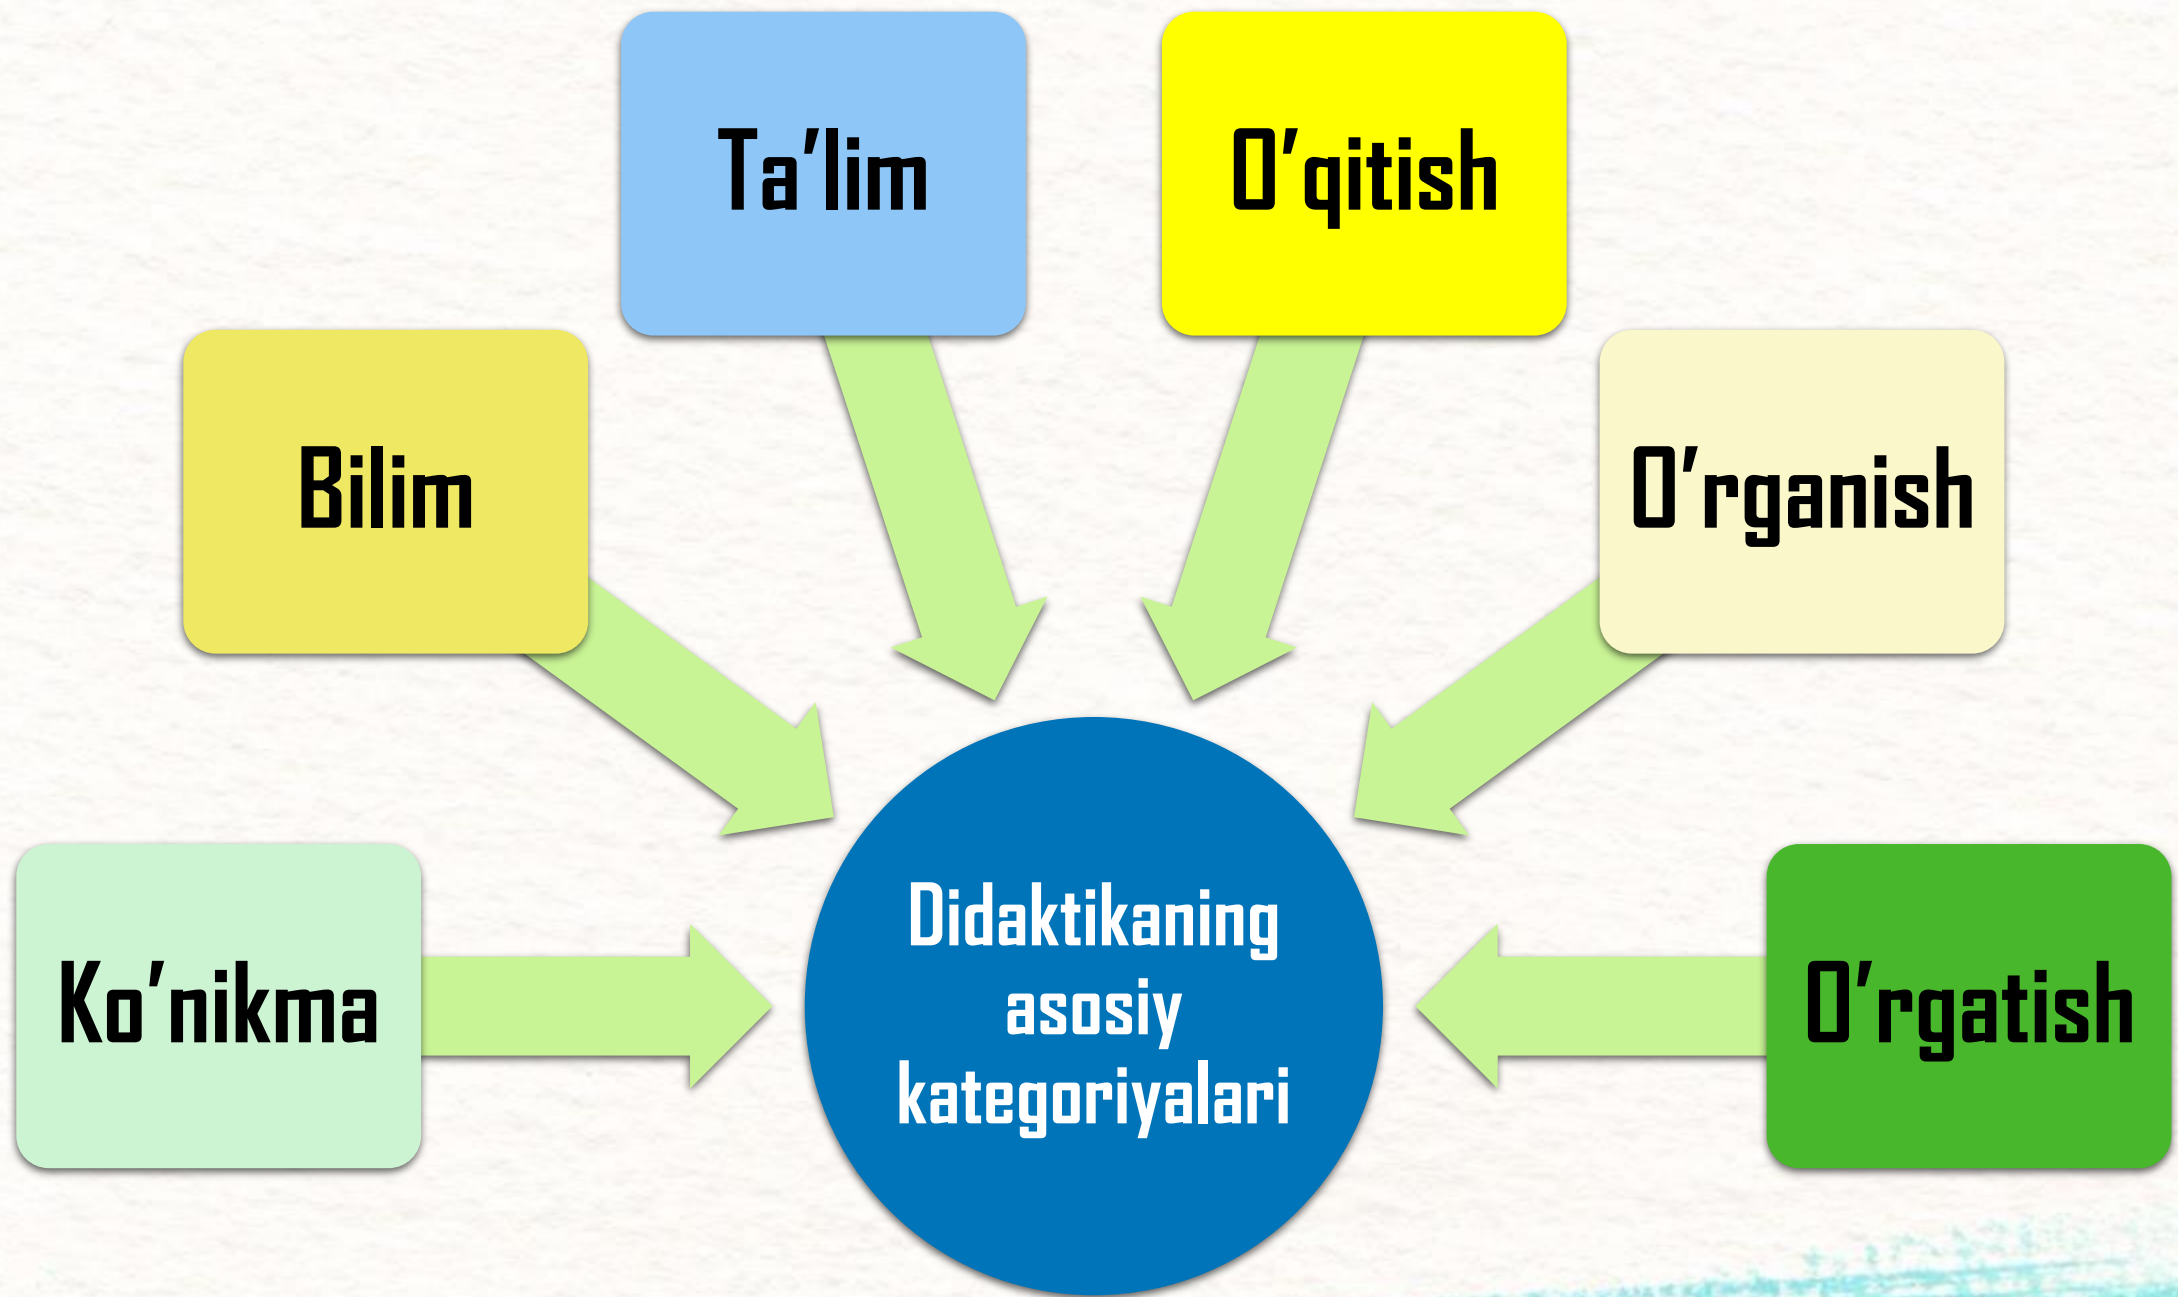 Ta'lim
O'qitish
Bilim
O'rganish
Ko'nikma
Didaktikaning
asosiy
kategoriyalari
O'rgatish